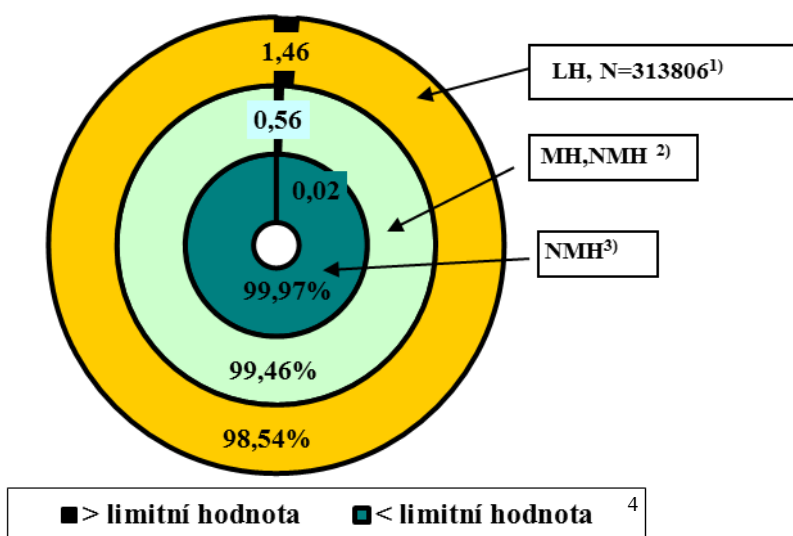 1,46
LH, N=313806¹⁾
0,56
MH,NMH ²⁾
0,02
NMH³⁾
99,97%
99,46%
98,54%
> limitní hodnota < limitní hodnota 4